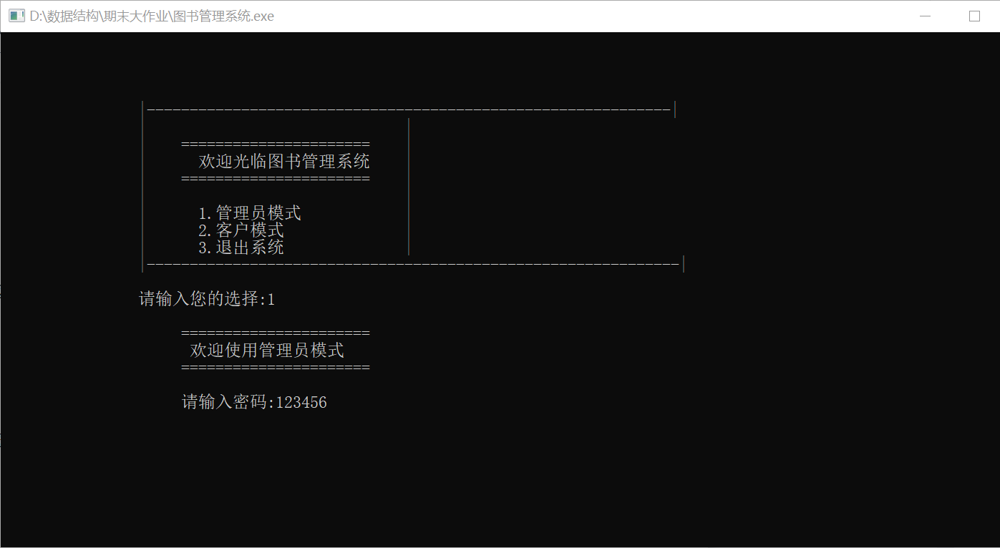 D:\数据结构\期末大作业\图书管理系统.exe
|-------------------------------------------------------------|
======================
欢迎光临图书管理系统
======================
1.管理员模式
2.客户模式
3.退出系统
|--------------------------------------------------------------|
请输入您的选择:1
======================
欢迎使用管理员模式
======================
请输入密码:123456